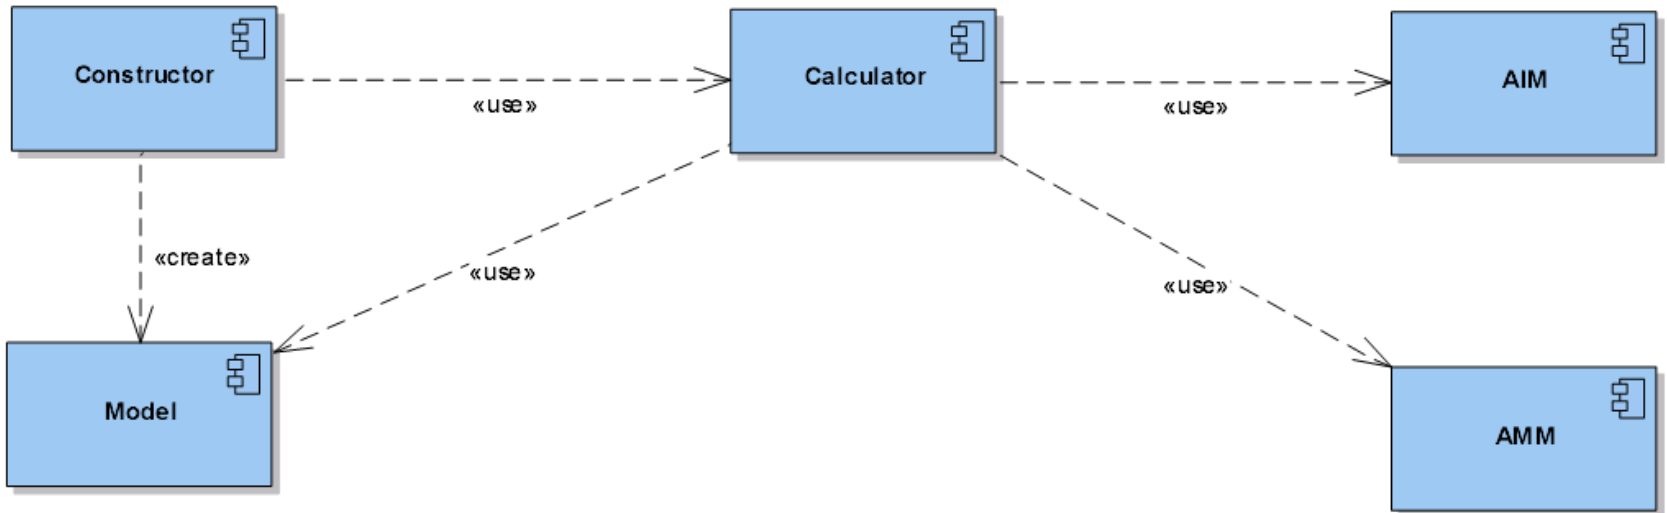 Constructor
Calculator
AIM
«use»
«use»
«create»
«use»
«use»
Model
AMM